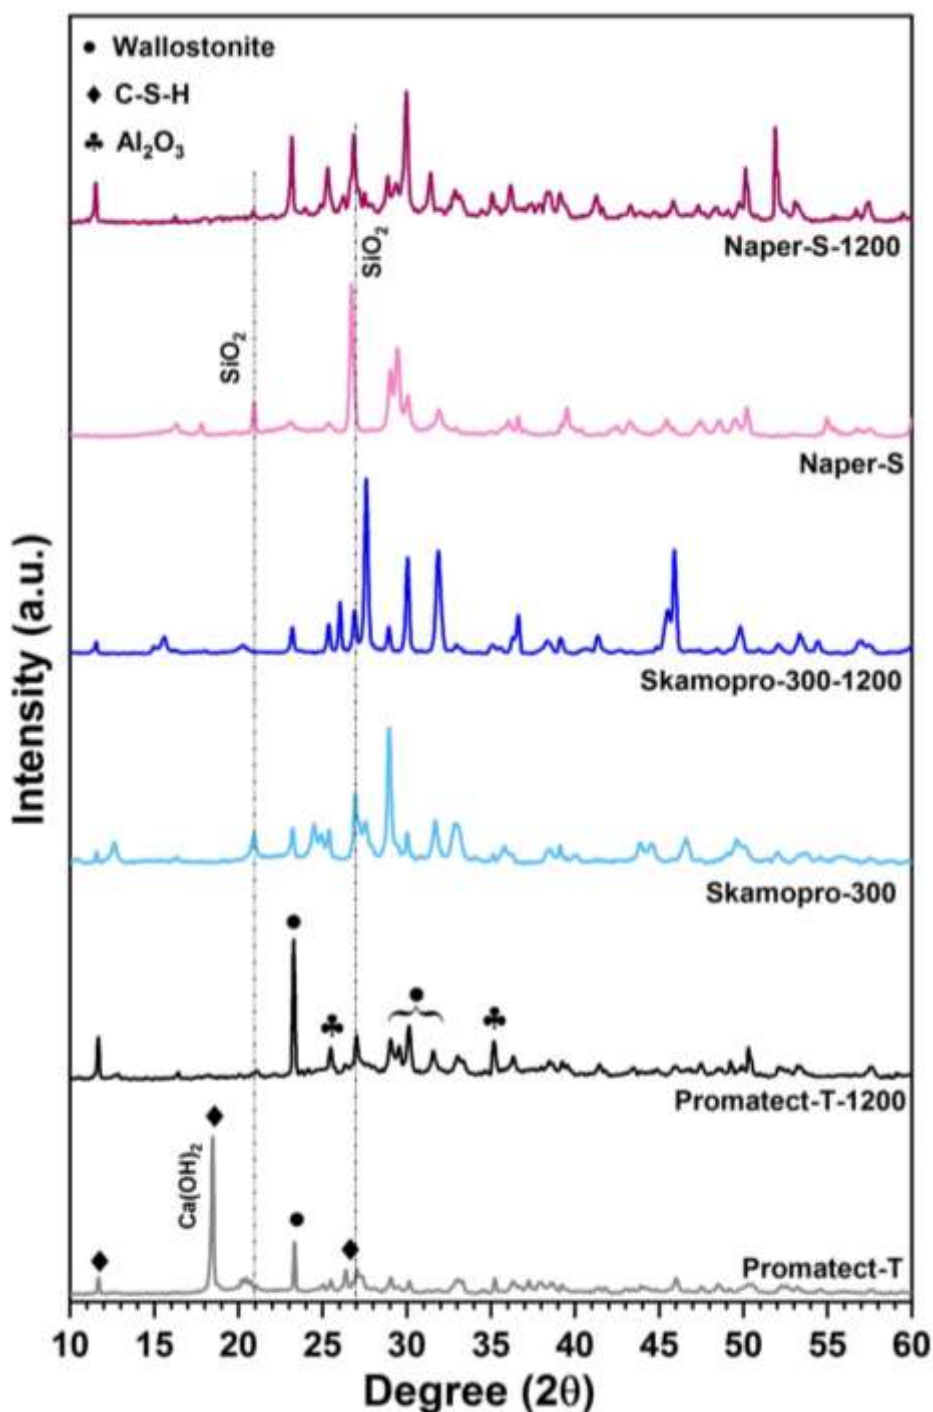 Wallostonite
C-S-H
Al₂O₃
Naper-S-1200
SiO₂
SiO₂
Naper-S
Skamopro-300-1200
Skamopro-300
Promatect-T-1200
Ca(OH)₂
Promatect-T
Intensity (a.u.)
10 15 20 25 30 35 40 45 50 55 60
Degree (2θ)